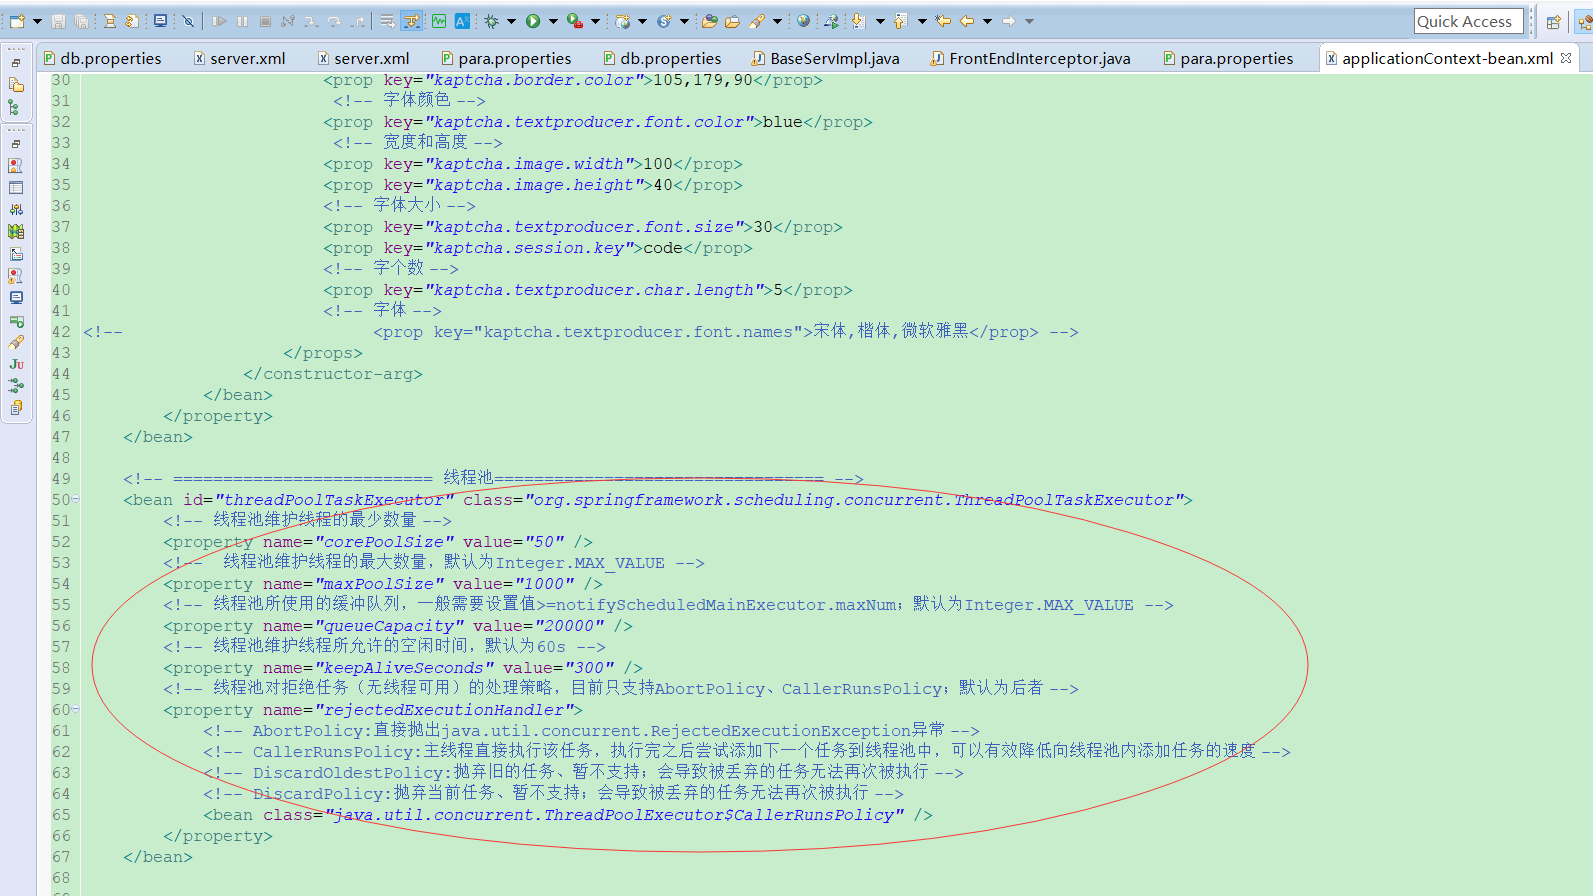 Quick Access
db.properties server.xml server.xml para.properties db.properties BaseServImpl.java FrontEndInterceptor.java para.properties applicationContext-bean.xml
30 <prop key="kaptcha.border.color">105,179,90</prop>
31 <!-- 字体颜色 -->
32 <prop key="kaptcha.textproducer.font.color">blue</prop>
33 <!-- 宽度和高度 -->
34 <prop key="kaptcha.image.width">100</prop>
35 <prop key="kaptcha.image.height">40</prop>
36 <!-- 字体大小 -->
37 <prop key="kaptcha.textproducer.font.size">30</prop>
38 <prop key="kaptcha.session.key">code</prop>
39 <!-- 字个数 -->
40 <prop key="kaptcha.textproducer.char.length">5</prop>
41 <!-- 字体 -->
42 <!-- <prop key="kaptcha.textproducer.font.names">宋体,楷体,微软雅黑</prop> -->
43 </props>
44 </constructor-arg>
45 </bean>
46 </property>
47 </bean>
48
49 <!-- ========================== 线程池================================= -->
50 <bean id="threadPoolTaskExecutor" class="org.springframework.scheduling.concurrent.ThreadPoolTaskExecutor">
51 <!-- 线程池维护线程的最少数量 -->
52 <property name="corePoolSize" value="50" />
53 <!-- 线程池维护线程的最大数量，默认为Integer.MAX_VALUE -->
54 <property name="maxPoolSize" value="1000" />
55 <!-- 线程池所使用的缓冲队列，一般需要设置值>=notifyScheduledMainExecutor.maxNum；默认为Integer.MAX_VALUE -->
56 <property name="queueCapacity" value="20000" />
57 <!-- 线程池维护线程所允许的空闲时间，默认为60s -->
58 <property name="keepAliveSeconds" value="300" />
59 <!-- 线程池对拒绝任务（无线程可用）的处理策略，目前只支持AbortPolicy、CallerRunsPolicy；默认为后者 -->
60 <property name="rejectedExecutionHandler">
61 <!-- AbortPolicy:直接抛出java.util.concurrent.RejectedExecutionException异常 -->
62 <!-- CallerRunsPolicy:主线程直接执行该任务，执行完之后尝试添加下一个任务到线程池中，可以有效降低向线程池内添加任务的速度 -->
63 <!-- DiscardOldestPolicy:抛弃旧的任务、暂不支持；会导致被丢弃的任务无法再次被执行 -->
64 <!-- DiscardPolicy:抛弃当前任务、暂不支持；会导致被丢弃的任务无法再次被执行 -->
65 <bean class="java.util.concurrent.ThreadPoolExecutor$CallerRunsPolicy" />
66 </property>
67 </bean>
68